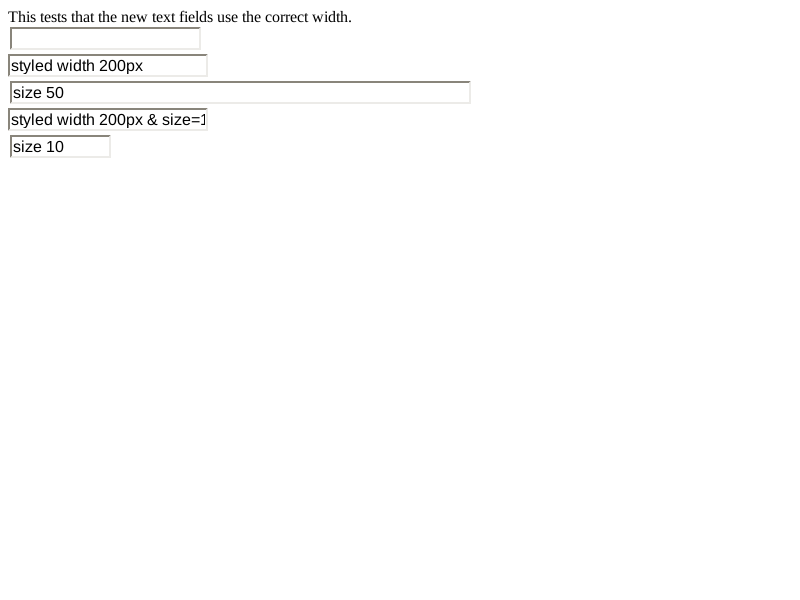 This tests that the new text fields use the correct width.
styled width 200px
size 50
styled width 200px & size=1
size 10